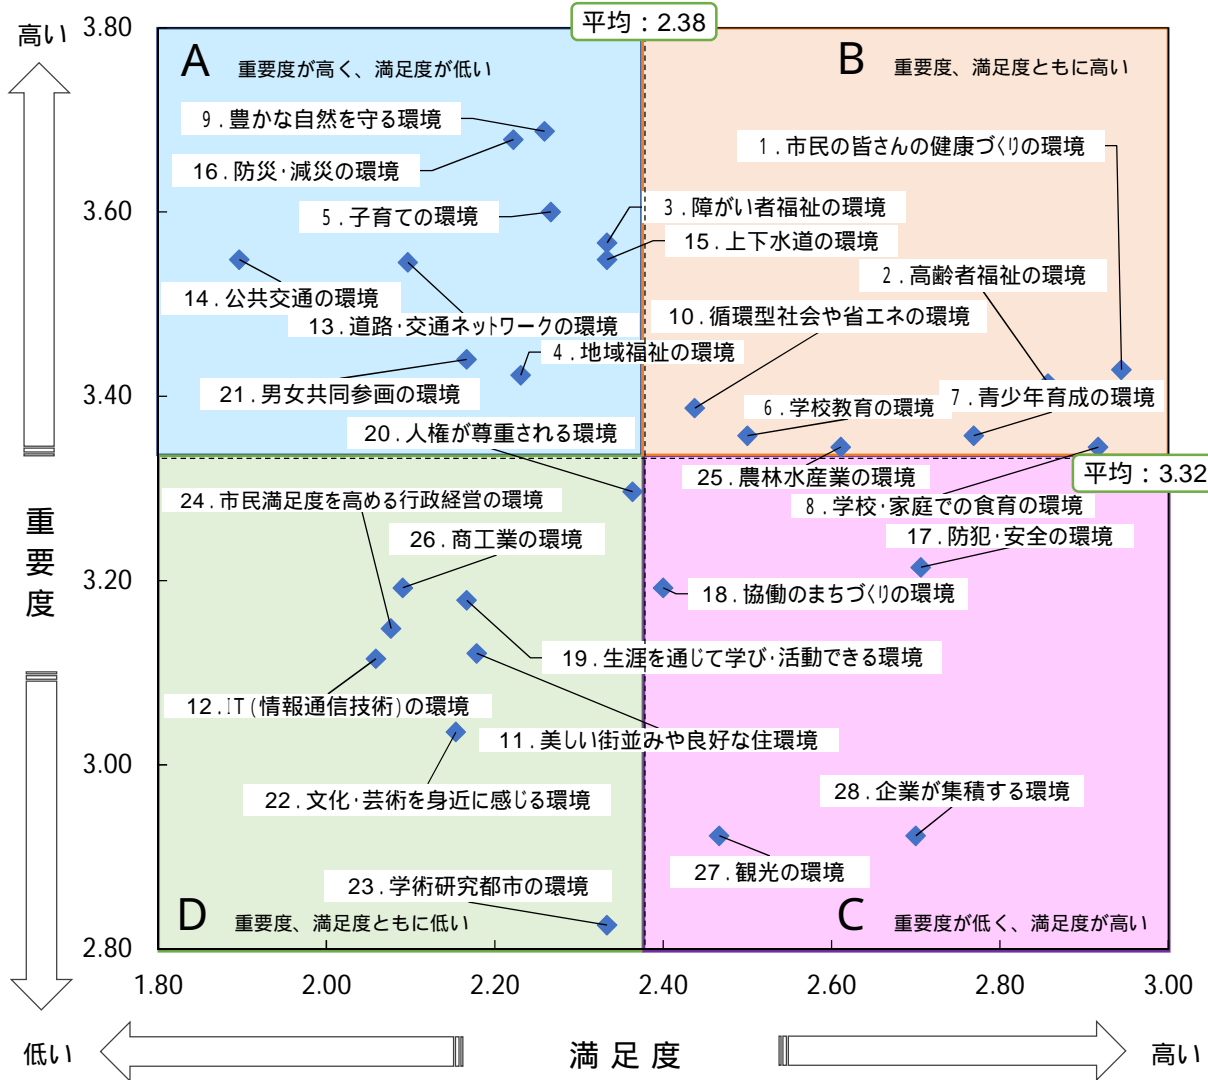 平均：2.38
高い
3.80
A 重要度が高く、満足度が低い
B 重要度、満足度ともに高い
9．豊かな自然を守る環境
1．市民の皆さんの健康づくりの環境
16．防災・減災の環境
3.60
5．子育ての環境
3．障がい者福祉の環境
15．上下水道の環境
2．高齢者福祉の環境
14．公共交通の環境
10．循環型社会や省エネの環境
13．道路・交通ネットワークの環境
4．地域福祉の環境
21．男女共同参画の環境
3.40
7．青少年育成の環境
6．学校教育の環境
20．人権が尊重される環境
平均：3.32
25．農林水産業の環境
24．市民満足度を高める行政経営の環境
8．学校・家庭での食育の環境
重要度
26．商工業の環境
17．防犯・安全の環境
3.20
18．協働のまちづくりの環境
19．生涯を通じて学び・活動できる環境
12．IT（情報通信技術）の環境
11．美しい街並みや良好な住環境
3.00
22．文化・芸術を身近に感じる環境
28．企業が集積する環境
27．観光の環境
23．学術研究都市の環境
D 重要度、満足度ともに低い
C 重要度が低く、満足度が高い
2.80
1.80 2.00 2.20 2.40 2.60 2.80 3.00
低い 満足度 高い